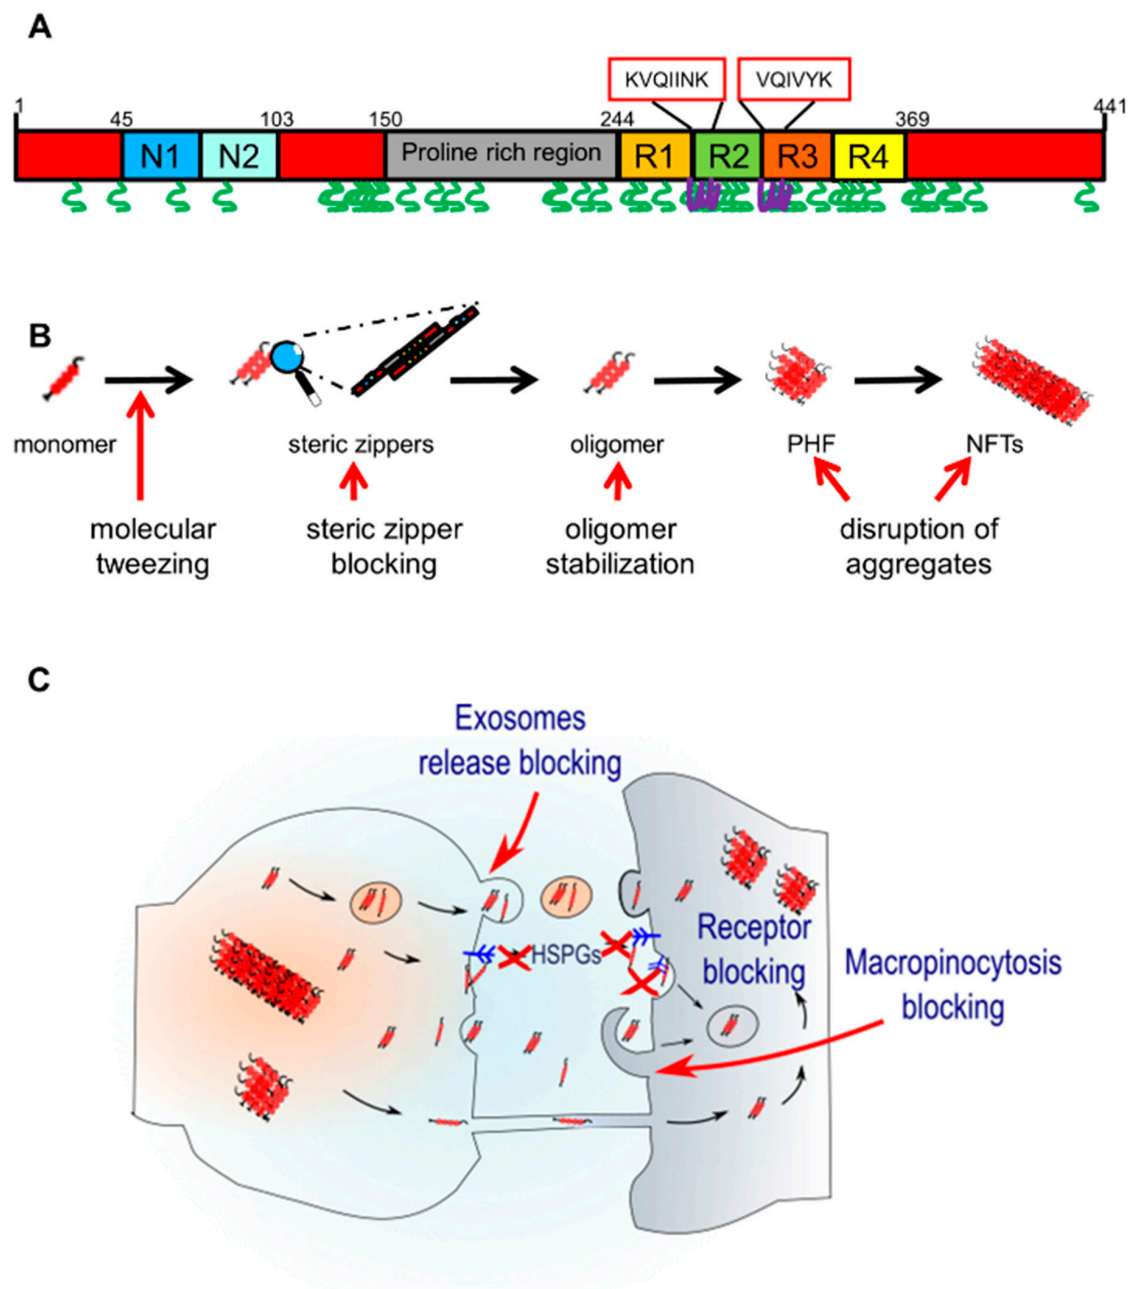 A
KVQIINK VQIVYK
1 45 103 150 244 369 441
N1 N2 Proline rich region R1 R2 R3 R4
B
monomer steric zippers oligomer PHF NFTs
molecular tweezing steric zipper blocking oligomer stabilization disruption of aggregates
C
Exosomes
release blocking
HSPGs
Receptor
blocking
Macropinocytosis
blocking